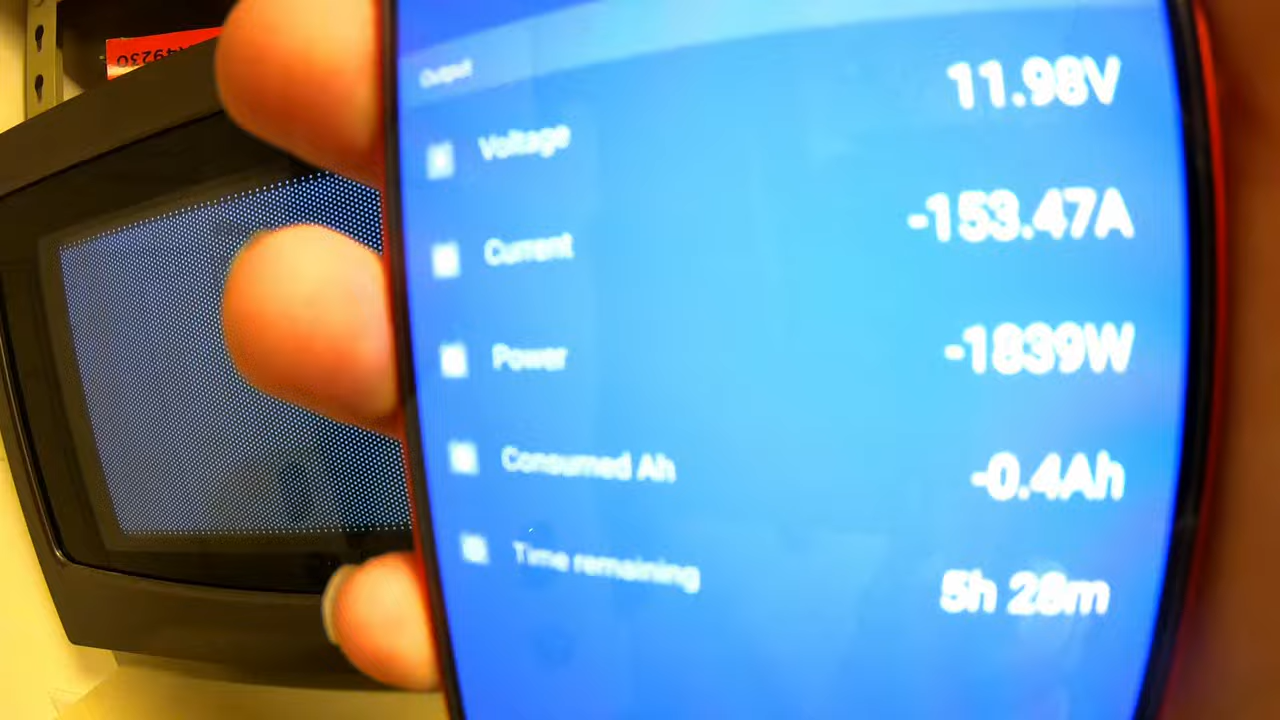 Output
Voltage
11.98V
Current
-153.47A
Power
-1839W
Consumed Ah
-0.4Ah
Time remaining
5h 28m